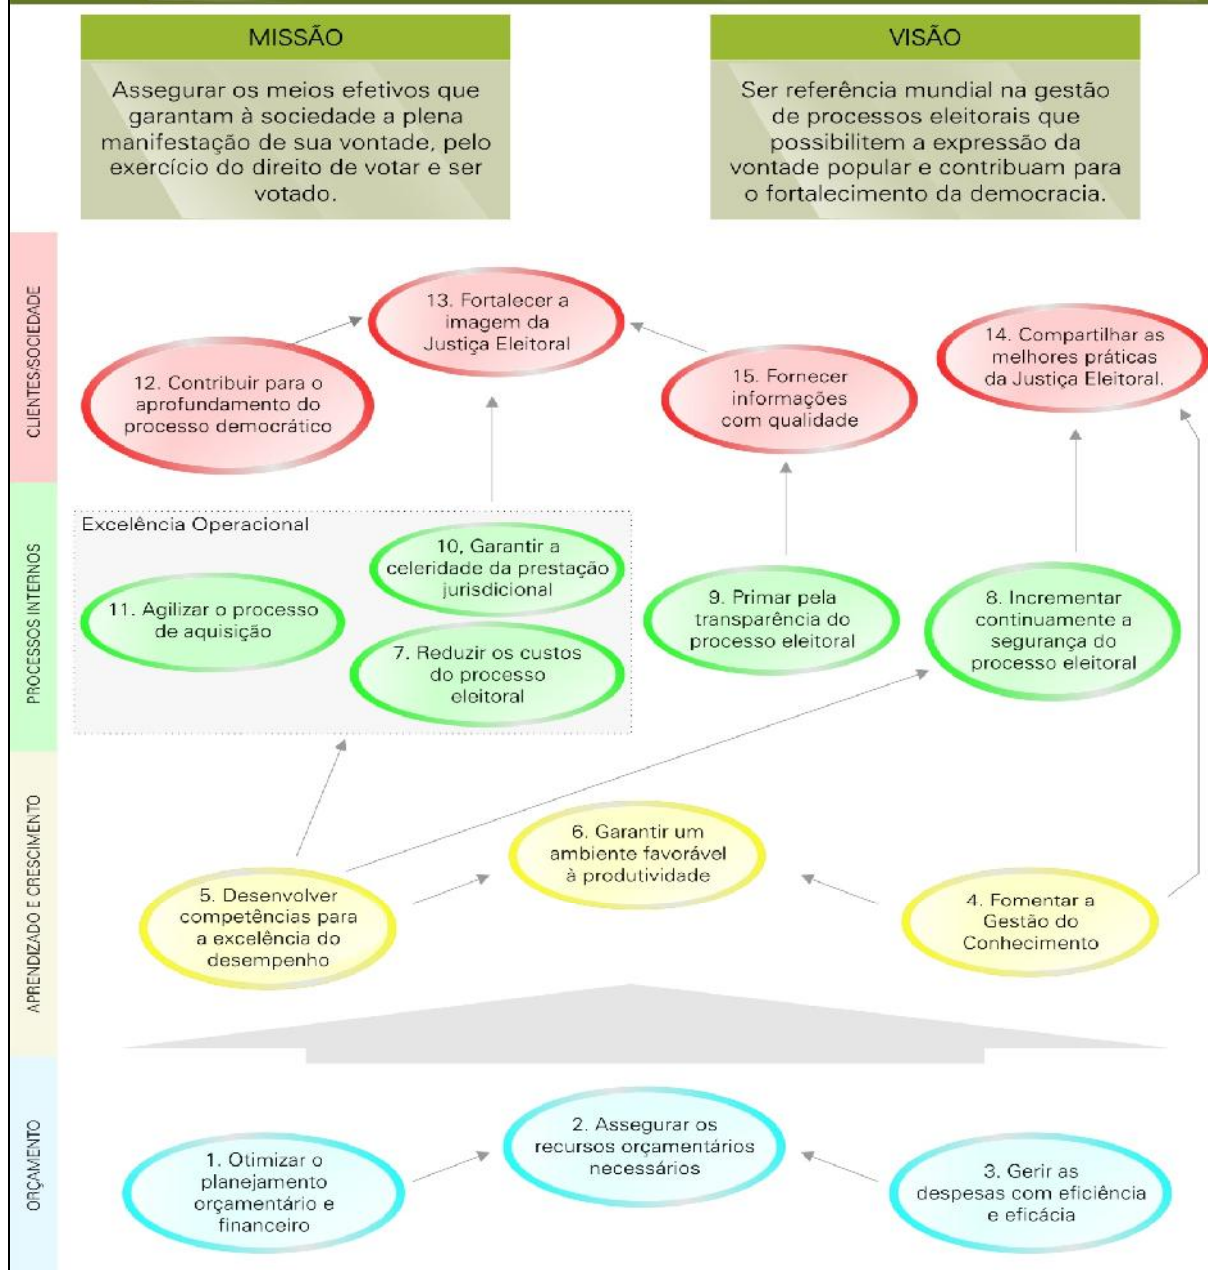 MISSÃO
Assegurar os meios efetivos que
garantam à sociedade a plena
manifestação de sua vontade, pelo
exercício do direito de votar e ser
votado.
VISÃO
Ser referência mundial na gestão
de processos eleitorais que
possibilitem a expressão da
vontade popular e contribuam para
o fortalecimento da democracia.
CLIENTES/SOCIEDADE
13. Fortalecer a
imagem da
Justiça Eleitoral
14. Compartilhar as
melhores práticas
da Justiça Eleitoral.
12. Contribuir para o
aprofundamento do
processo democrático
15. Fornecer
informações
com qualidade
PROCESSOS INTERNOS
Excelência Operacional
10, Garantir a
celeridade da prestação
jurisdicional
11. Agilizar o processo
de aquisição
7. Reduzir os custos
do processo
eleitoral
9. Primar pela
transparência do
processo eleitoral
8. Incrementar
continuamente a
segurança do
processo eleitoral
APRENDIZADO E CRESCIMENTO
6. Garantir um
ambiente favorável
à produtividade
5. Desenvolver
competências para
a excelência do
desempenho
4. Fomentar a
Gestão do
Conhecimento
ORÇAMENTO
2. Assegurar os
recursos orçamentários
necessários
1. Otimizar o
planejamento
orçamentário e
financeiro
3. Gerir as
despesas com eficiência
e eficácia